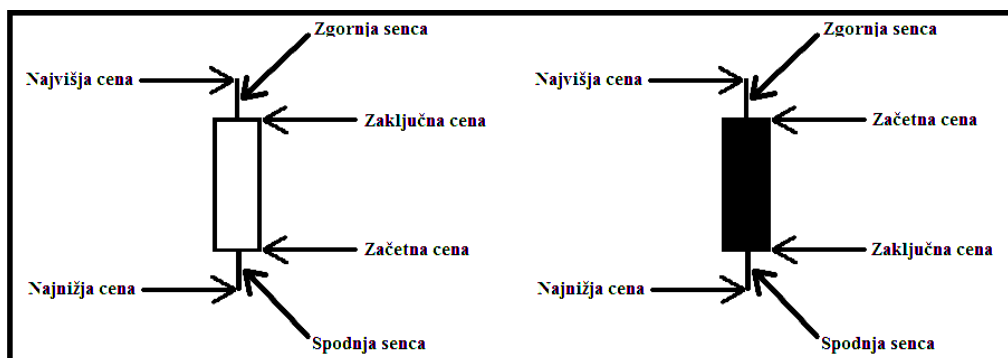 Zgornja senca
Najvišja cena
Zaključna cena
Začetna cena
Najnižja cena
Spodnja senca
Zgornja senca
Najvišja cena
Začetna cena
Zaključna cena
Najnižja cena
Spodnja senca